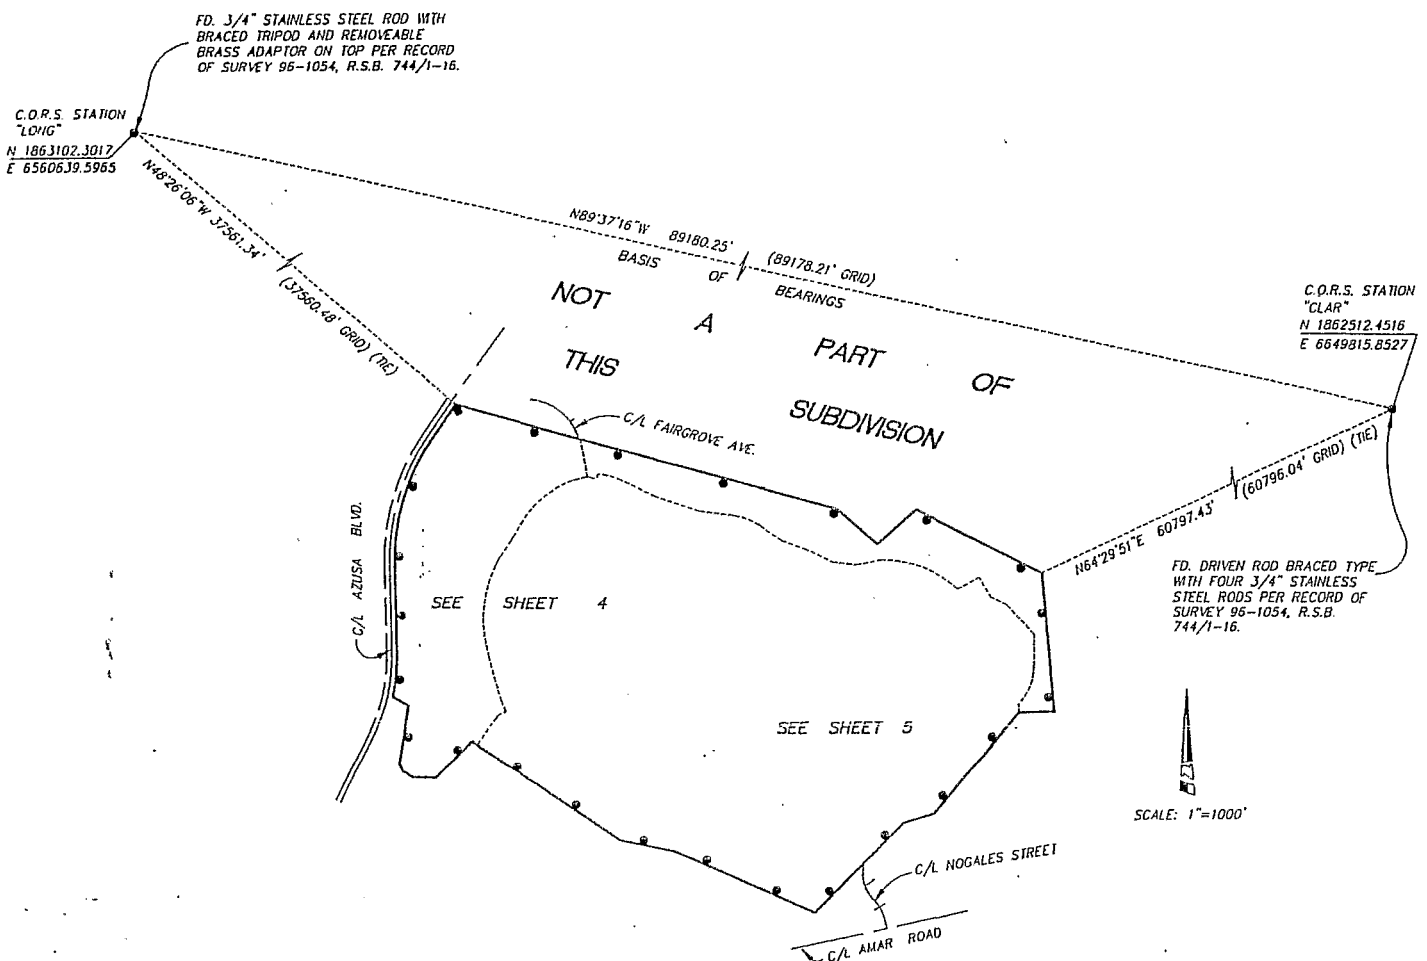 FD. 3/4" STAINLESS STEEL ROD WITH
BRACED TRIPOD AND REMOVEABLE
BRASS ADAPTOR ON TOP PER RECORD
OF SURVEY 96-1054, R.S.B. 744/1-16.
C.O.R.S. STATION
"LONG"
N 1863102.3017
E 6560639.5965
N48°26'06"W 37561.34'
(37560.48' GRID) (TIE)
N89°37'16"W 89180.25' (89178.21' GRID)
BASIS OF BEARINGS
NOT A PART OF
THIS SUBDIVISION
C.O.R.S. STATION
"CLAR"
N 1862512.4516
E 6649815.8527
C/L FAIRGROVE AVE.
N64°29'51"E 60797.43' (60796.04' GRID) (TIE)
FD. DRIVEN ROD BRACED TYPE
WITH FOUR 3/4" STAINLESS
STEEL RODS PER RECORD OF
SURVEY 96-1054, R.S.B.
744/1-16.
C/L AZUSA BLVD.
SEE SHEET 4
SEE SHEET 5
SCALE: 1"=1000'
C/L NOGALES STREET
C/L AMAR ROAD